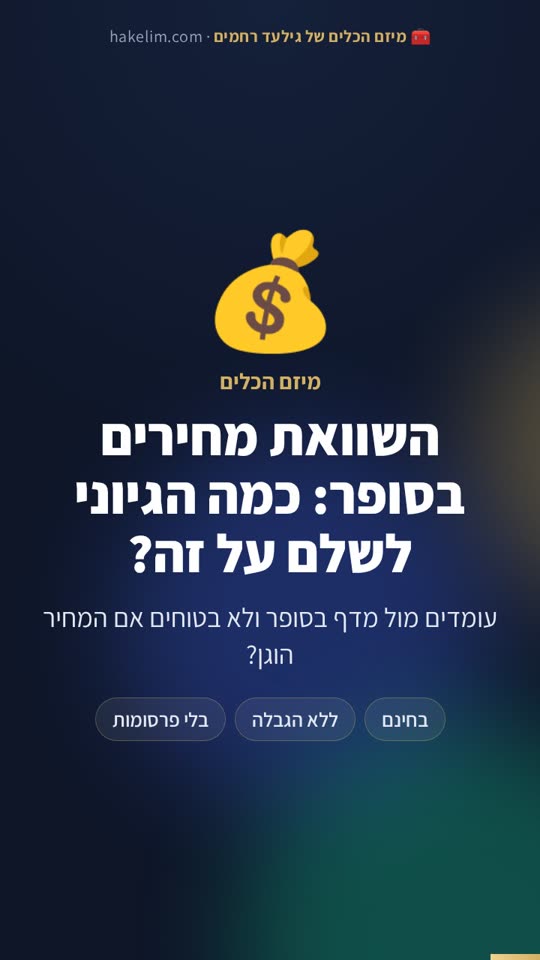 🧰 מיזם הכלים של גילעד רחמים · hakelim.com
מיזם הכלים
השוואת מחירים
בסופר: כמה הגיוני
לשלם על זה?
עומדים מול מדף בסופר ולא בטוחים אם המחיר
הוגן?
בחינם
ללא הגבלה
בלי פרסומות